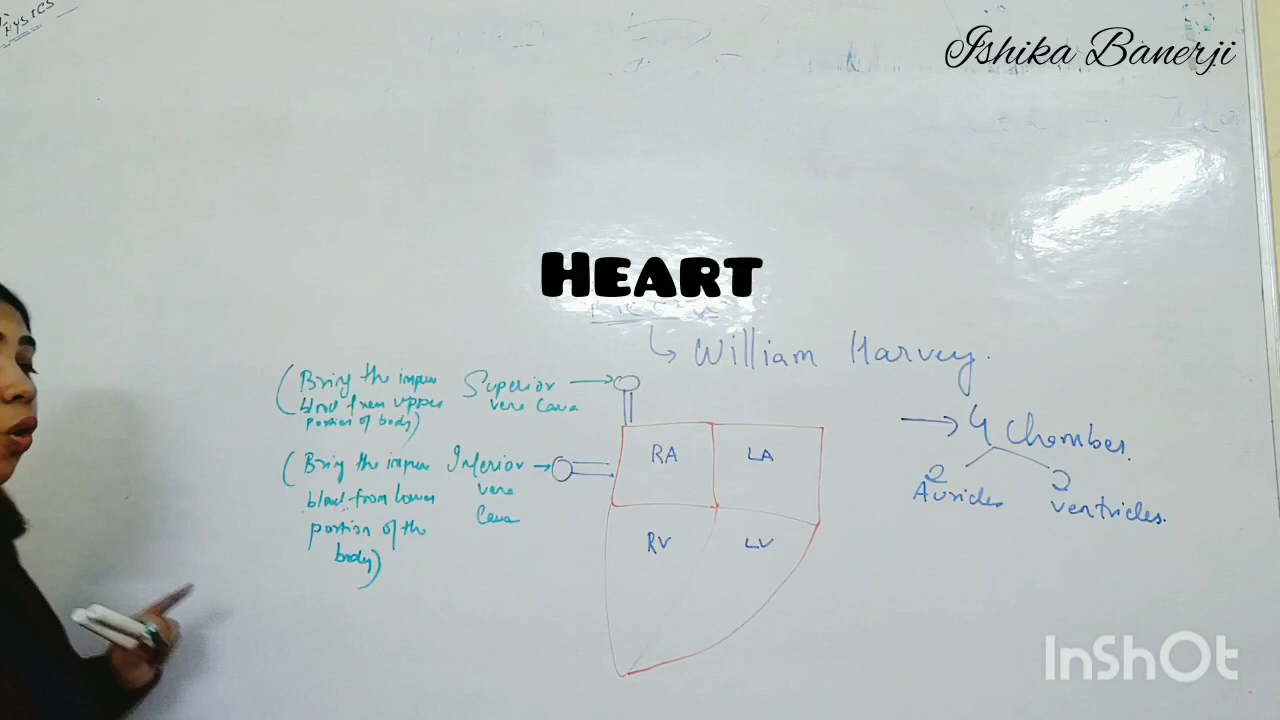 Physics
Ishika Banerji
HEART
William Harvey.
(Bring the impure
blood from upper
portion of body)
Superior
vena Cava
(Bring the impure
blood from lower
portion of the
body)
Inferior
vena
Cava
RA
LA
RV
LV
→ 4 Chambers.
2
Auricles
2
ventricles.
InShOt